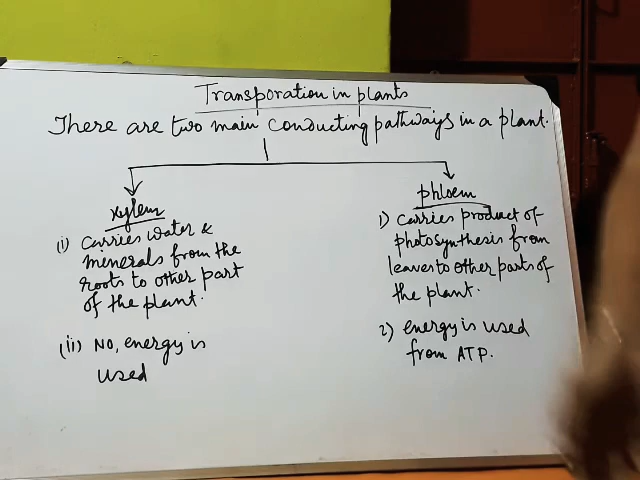 Transporation in plants
There are two main conducting pathways in a plant.
xylem
(i) Carries water &
minerals from the
roots to other part
of the plant.
(ii) NO, energy is
used
phloem
1) carries product of
photosynthesis from
leaves to other parts of
the plant.
2) energy is used
from ATP.